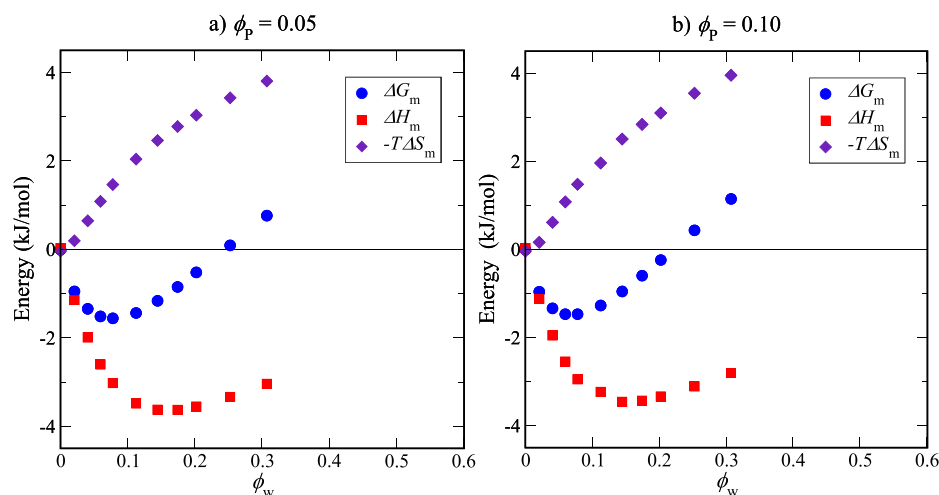 a) ϕP = 0.05
b) ϕP = 0.10
Energy (kJ/mol)
4
2
0
-2
-4
ΔGm
ΔHm
-TΔSm
0
0.1
0.2
0.3
0.4
0.5
0.6
ϕw
Energy (kJ/mol)
4
2
0
-2
-4
ΔGm
ΔHm
-TΔSm
0
0.1
0.2
0.3
0.4
0.5
0.6
ϕw